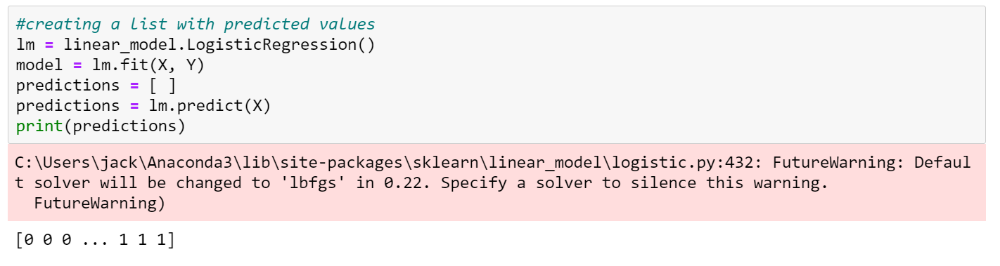 #creating a list with predicted values
lm = linear_model.LogisticRegression()
model = lm.fit(X, Y)
predictions = [ ]
predictions = lm.predict(X)
print(predictions)
C:\Users\jack\Anaconda3\lib\site-packages\sklearn\linear_model\logistic.py:432: FutureWarning: Defaul
t solver will be changed to 'lbfgs' in 0.22. Specify a solver to silence this warning.
  FutureWarning)
[0 0 0 ... 1 1 1]